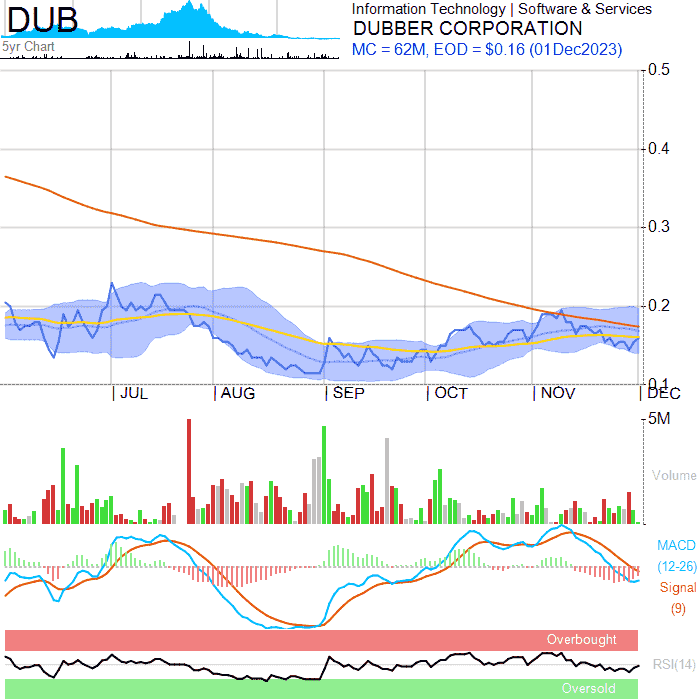 DUB
Information Technology | Software & Services
DUBBER CORPORATION
5yr Chart
MC = 62M, EOD = $0.16 (01Dec2023)
0.5
0.4
0.3
0.2
0.1
| JUL | AUG | SEP | OCT | NOV | DEC
5M
Volume
MACD
(12-26)
Signal
(9)
Overbought
RSI(14)
Oversold